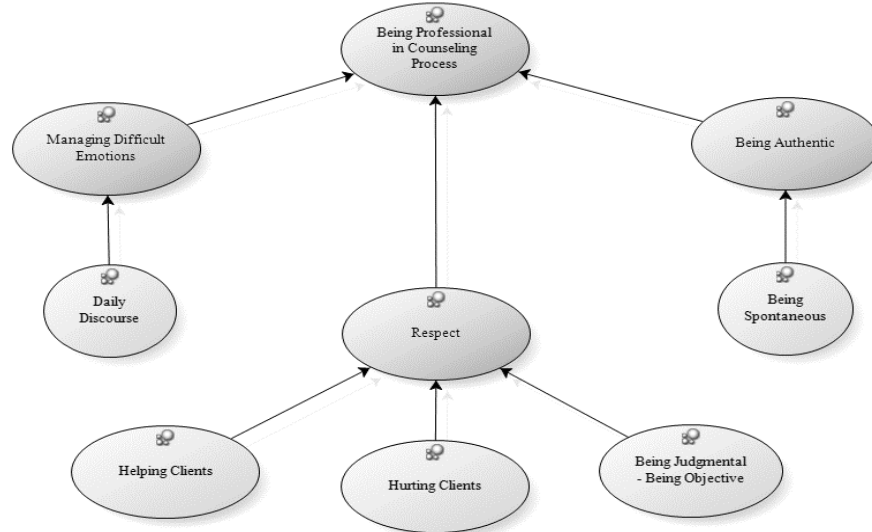 Being Professional
in Counseling
Process
Managing Difficult
Emotions
Being Authentic
Daily
Discourse
Being
Spontaneous
Respect
Helping Clients
Hurting Clients
Being Judgmental
- Being Objective